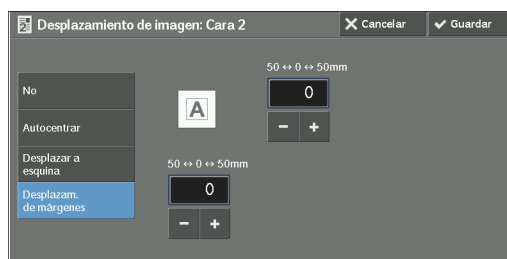 Desplazamiento de imagen: Cara 2
Cancelar
Guardar
No
Autocentrar
Desplazar a
esquina
Desplazam.
de márgenes
A
50 ↔ 0 ↔ 50mm
0
− +
50 ↔ 0 ↔ 50mm
0
− +